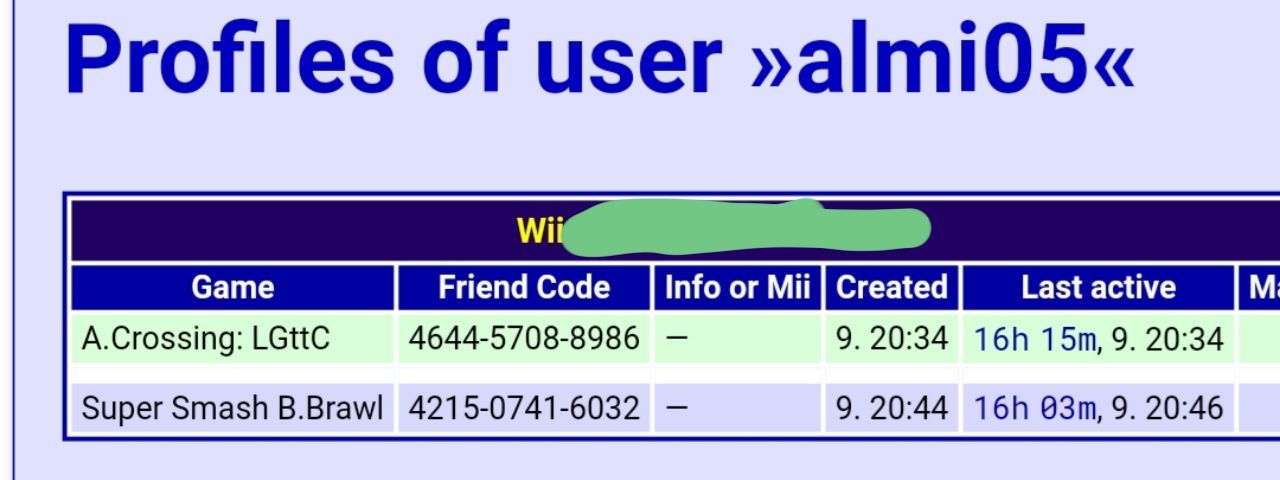 Profiles of user »almi05«
Wii
Game Friend Code Info or Mii Created Last active
A.Crossing: LGttC 4644-5708-8986 — 9. 20:34 16h 15m, 9. 20:34
Super Smash B.Brawl 4215-0741-6032 — 9. 20:44 16h 03m, 9. 20:46